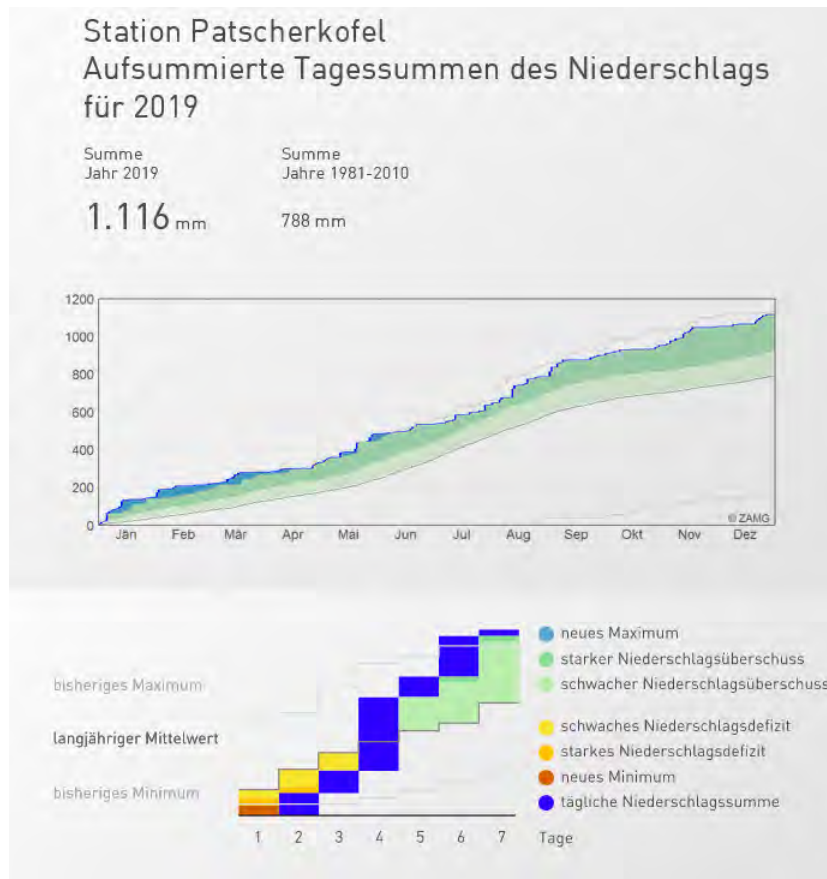 Station Patscherkofel
Aufsummierte Tagessummen des Niederschlags
für 2019
Summe
Jahr 2019
Summe
Jahre 1981-2010
1.116 mm
788 mm
1200
1000
800
600
400
200
0
Jän Feb Mär Apr Mai Jun Jul Aug Sep Okt Nov Dez
© ZAMG
bisheriges Maximum
langjähriger Mittelwert
bisheriges Minimum
neues Maximum
starker Niederschlagsüberschuss
schwacher Niederschlagsüberschuss
schwaches Niederschlagsdefizit
starkes Niederschlagsdefizit
neues Minimum
tägliche Niederschlagssumme
1 2 3 4 5 6 7 Tage